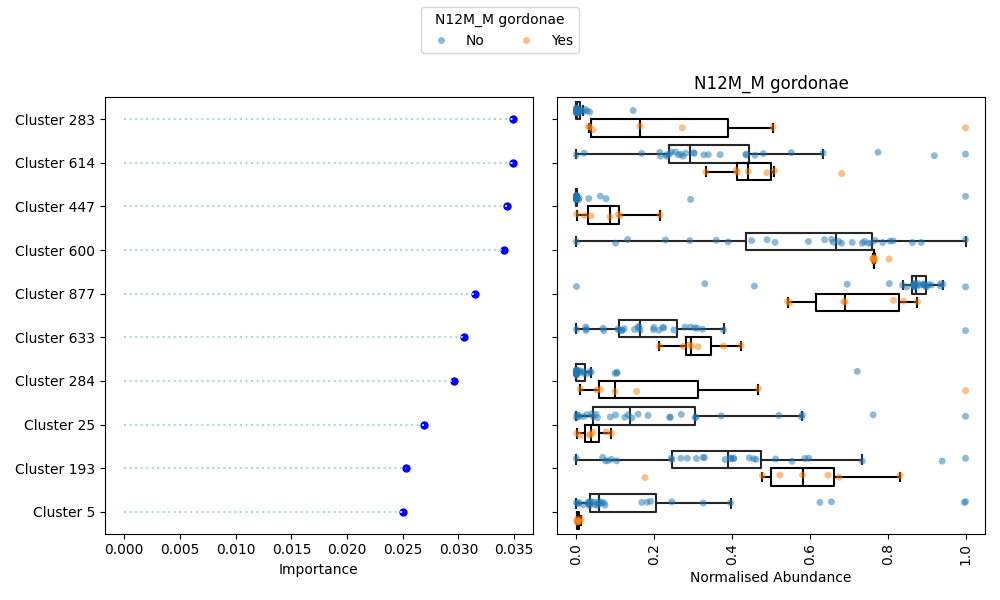 N12M_M gordonae
No Yes
N12M_M gordonae
Cluster 283
Cluster 614
Cluster 447
Cluster 600
Cluster 877
Cluster 633
Cluster 284
Cluster 25
Cluster 193
Cluster 5
0.000 0.005 0.010 0.015 0.020 0.025 0.030 0.035
Importance
0.0 0.2 0.4 0.6 0.8 1.0
Normalised Abundance